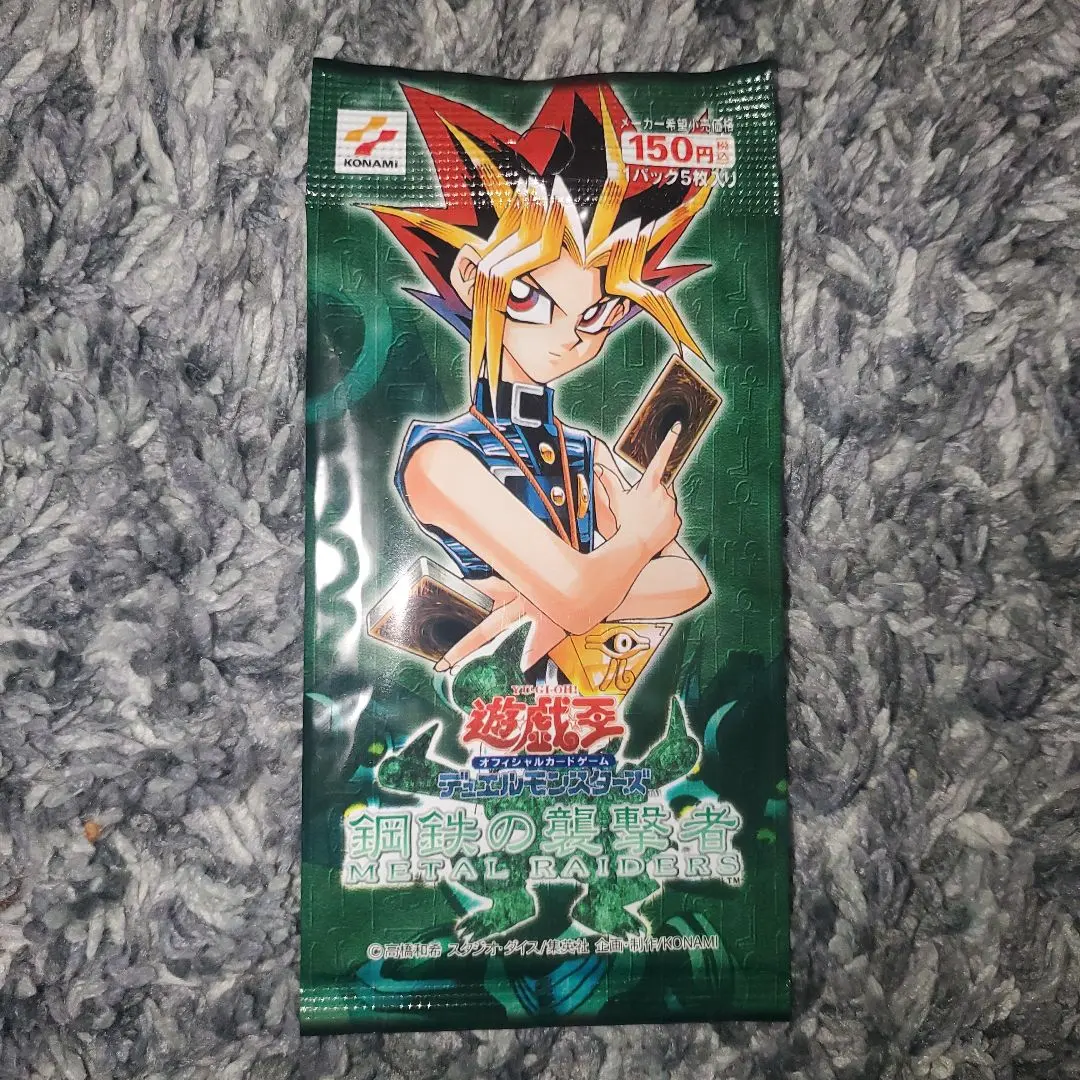 KONAMI
メーカー希望小売価格
150円税込
1パック5枚入り
YU-GI-OH!
遊戯王
オフィシャルカードゲーム
デュエルモンスターズ
鋼鉄の襲撃者
METAL RAIDERS™
©高橋和希 スタジオ・ダイス/集英社 企画・制作/KONAMI